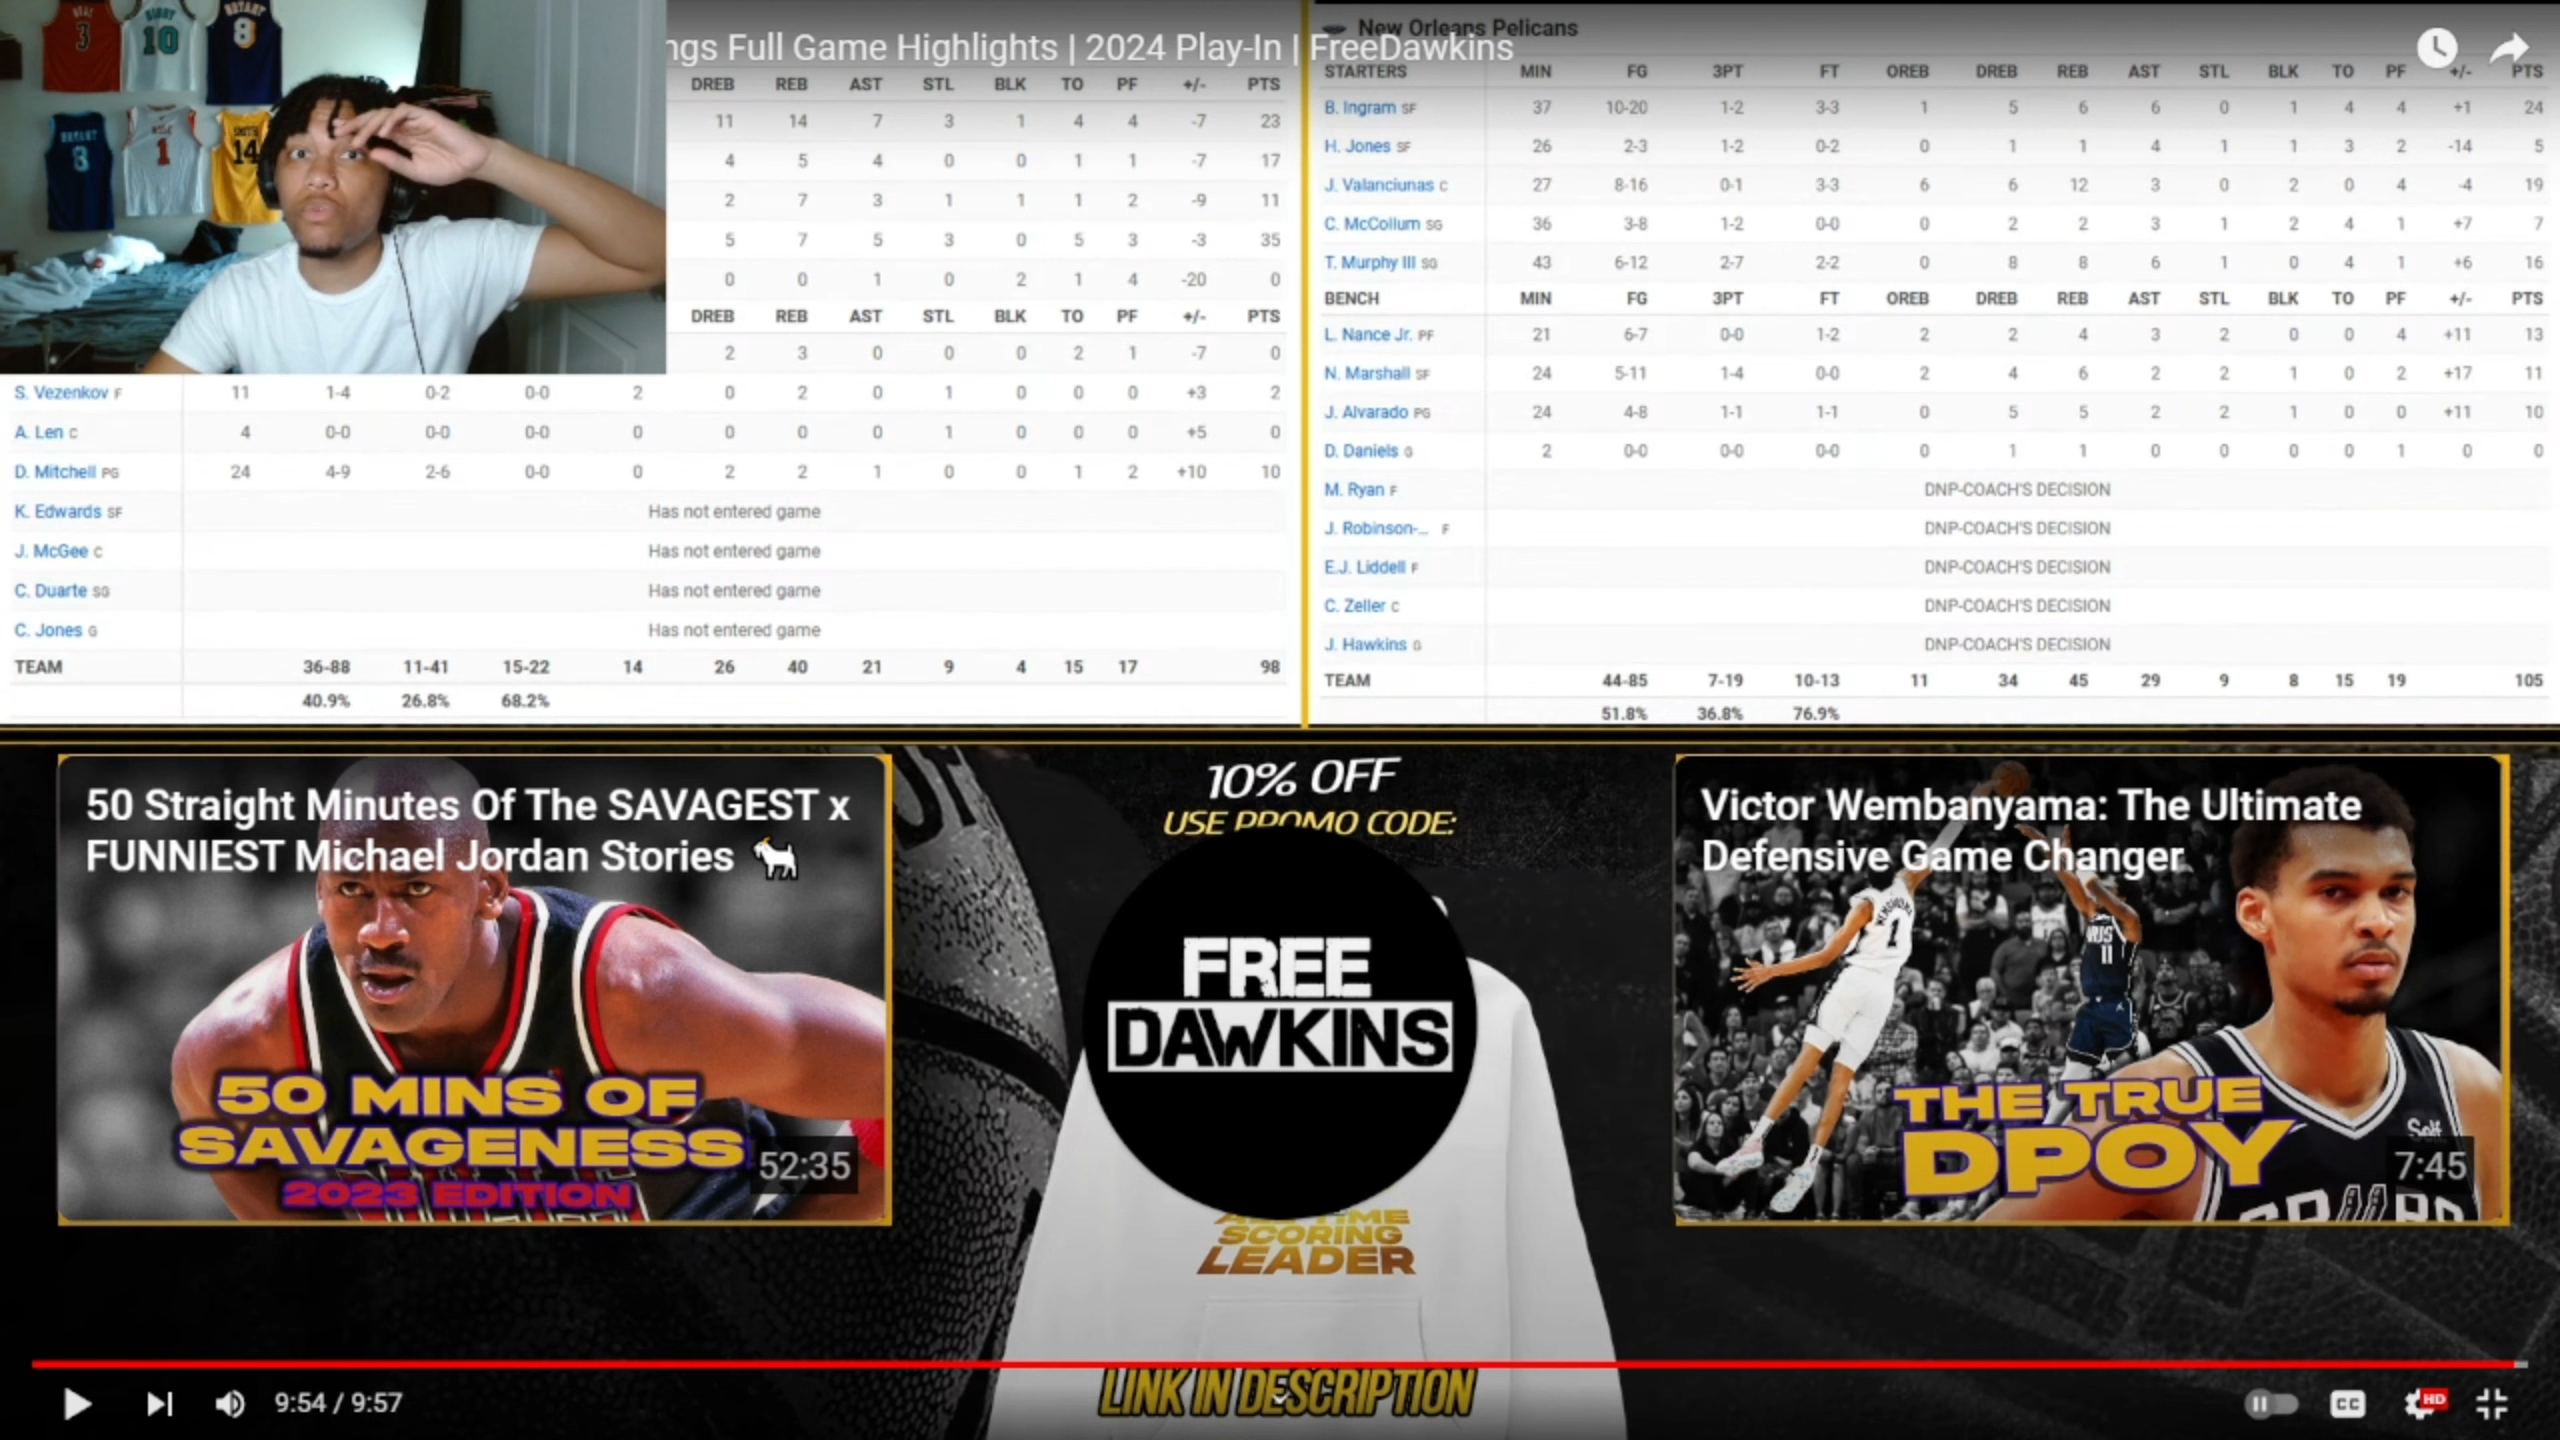 ngs Full Game Highlights | 2024 Play-In | FreeDawkins
NEAL
3
BIBBY
10
BRYANT
8
BRYANT
8
ROSE
1
14
DREB REB AST STL BLK TO PF +/- PTS
11 14 7 3 1 4 4 -7 23
4 5 4 0 0 1 1 -7 17
2 7 3 1 1 1 2 -9 11
5 7 5 3 0 5 3 -3 35
0 0 1 0 2 1 4 -20 0
DREB REB AST STL BLK TO PF +/- PTS
2 3 0 0 0 2 1 -7 0
S. Vezenkov F 11 1-4 0-2 0-0 2 0 2 0 1 0 0 0 +3 2
A. Len C 4 0-0 0-0 0-0 0 0 0 0 1 0 0 0 +5 0
D. Mitchell PG 24 4-9 2-6 0-0 0 2 2 1 0 0 1 2 +10 10
K. Edwards SF Has not entered game
J. McGee C Has not entered game
C. Duarte SG Has not entered game
C. Jones G Has not entered game
TEAM 36-88 11-41 15-22 14 26 40 21 9 4 15 17 98
40.9% 26.8% 68.2%
New Orleans Pelicans
STARTERS MIN FG 3PT FT OREB DREB REB AST STL BLK TO PF +/- PTS
B. Ingram SF 37 10-20 1-2 3-3 1 5 6 6 0 1 4 4 +1 24
H. Jones SF 26 2-3 1-2 0-2 0 1 1 4 1 1 3 2 -14 5
J. Valanciunas C 27 8-16 0-1 3-3 6 6 12 3 0 2 0 4 -4 19
C. McCollum SG 36 3-8 1-2 0-0 0 2 2 3 1 2 4 1 +7 7
T. Murphy III SG 43 6-12 2-7 2-2 0 8 8 6 1 0 4 1 +6 16
BENCH MIN FG 3PT FT OREB DREB REB AST STL BLK TO PF +/- PTS
L. Nance Jr. PF 21 6-7 0-0 1-2 2 2 4 3 2 0 0 4 +11 13
N. Marshall SF 24 5-11 1-4 0-0 2 4 6 2 2 1 0 2 +17 11
J. Alvarado PG 24 4-8 1-1 1-1 0 5 5 2 2 1 0 0 +11 10
D. Daniels G 2 0-0 0-0 0-0 0 1 1 0 0 0 0 1 0 0
M. Ryan F DNP-COACH'S DECISION
J. Robinson-... F DNP-COACH'S DECISION
E.J. Liddell F DNP-COACH'S DECISION
C. Zeller C DNP-COACH'S DECISION
J. Hawkins G DNP-COACH'S DECISION
TEAM 44-85 7-19 10-13 11 34 45 29 9 8 15 19 105
51.8% 36.8% 76.9%
50 Straight Minutes Of The SAVAGEST x
FUNNIEST Michael Jordan Stories 🐐
50 MINS OF
SAVAGENESS
2023 EDITION
52:35
10% OFF
USE PROMO CODE:
FREE
DAWKINS
SCORING
LEADER
LINK IN DESCRIPTION
Victor Wembanyama: The Ultimate
Defensive Game Changer
1
11
THE TRUE
DPOY
Self
7:45
9:54 / 9:57
CC
HD